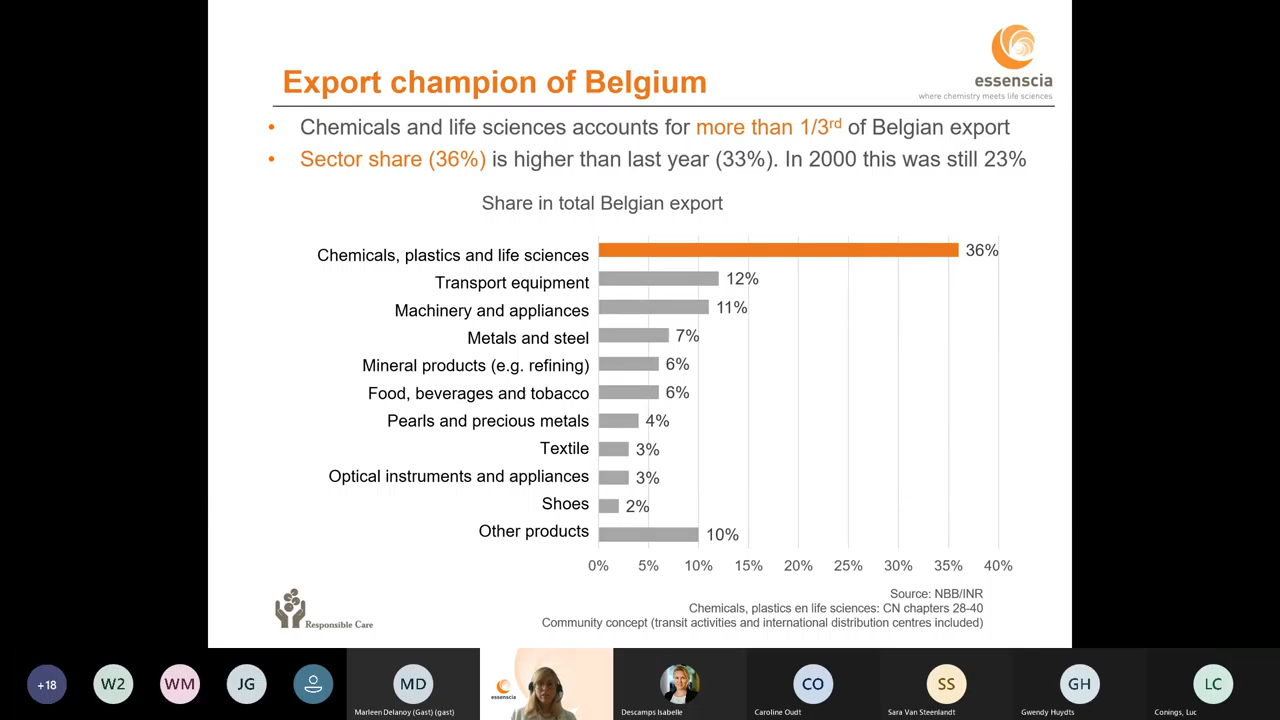 essenscia
where chemistry meets life sciences
Export champion of Belgium
• Chemicals and life sciences accounts for more than 1/3rd of Belgian export
• Sector share (36%) is higher than last year (33%). In 2000 this was still 23%
Share in total Belgian export
Chemicals, plastics and life sciences 36%
Transport equipment 12%
Machinery and appliances 11%
Metals and steel 7%
Mineral products (e.g. refining) 6%
Food, beverages and tobacco 6%
Pearls and precious metals 4%
Textile 3%
Optical instruments and appliances 3%
Shoes 2%
Other products 10%
0% 5% 10% 15% 20% 25% 30% 35% 40%
Source: NBB/INR
Chemicals, plastics en life sciences: CN chapters 28-40
Community concept (transit activities and international distribution centres included)
Responsible Care
+18 W2 WM JG MD essenscia CO SS GH LC
Marleen Delanoy (Gast) (gast) Descamps Isabelle Caroline Oudt Sara Van Steenlandt Gwendy Huydts Conings, Luc